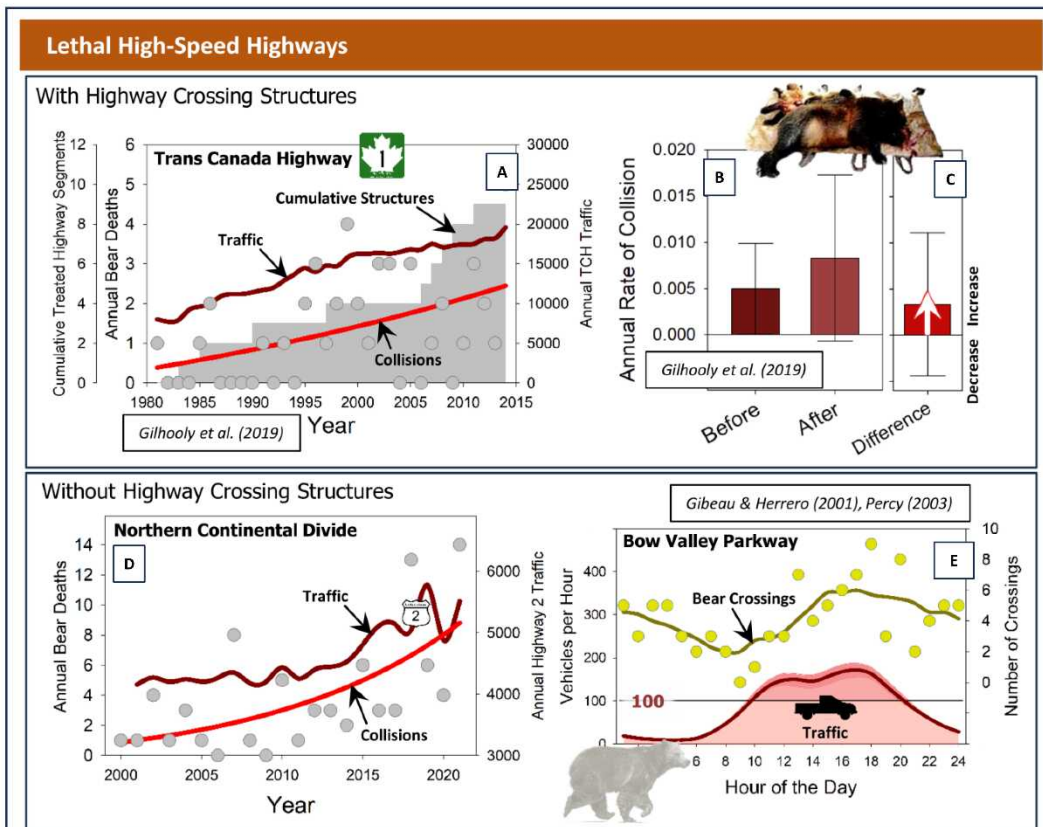 Lethal High-Speed Highways
With Highway Crossing Structures
Cumulative Treated Highway Segments
12
10
8
6
4
2
0
Annual Bear Deaths
6
5
4
3
2
1
0
Trans Canada Highway
1
A
Cumulative Structures
Traffic
Collisions
30000
25000
20000
15000
10000
5000
0
Annual TCH Traffic
1980 1985 1990 1995 2000 2005 2010 2015
Year
Gilhooly et al. (2019)
Annual Rate of Collision
0.020
0.015
0.010
0.005
0.000
B
C
Decrease Increase
Gilhooly et al. (2019)
Before
After
Difference
Without Highway Crossing Structures
Northern Continental Divide
Annual Bear Deaths
14
12
10
8
6
4
2
0
D
Traffic
2
Collisions
6000
5000
4000
3000
Annual Highway 2 Traffic
2000 2005 2010 2015 2020
Year
Gibeau & Herrero (2001), Percy (2003)
Bow Valley Parkway
Vehicles per Hour
400
300
200
100
0
E
Bear Crossings
100
Traffic
10
8
6
4
2
0
Number of Crossings
6 8 10 12 14 16 18 20 22 24
Hour of the Day